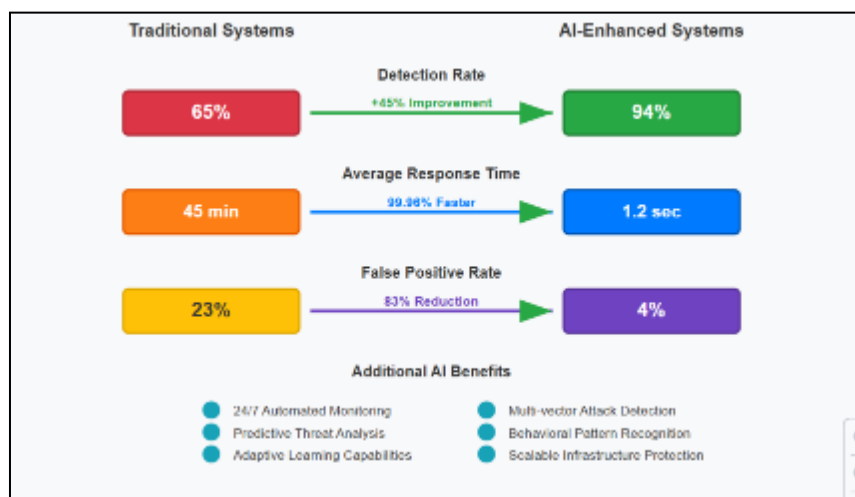 Traditional Systems
AI-Enhanced Systems
Detection Rate
65%
+45% Improvement
94%
Average Response Time
45 min
99.96% Faster
1.2 sec
False Positive Rate
23%
83% Reduction
4%
Additional AI Benefits
24/7 Automated Monitoring
Multi-vector Attack Detection
Predictive Threat Analysis
Behavioral Pattern Recognition
Adaptive Learning Capabilities
Scalable Infrastructure Protection